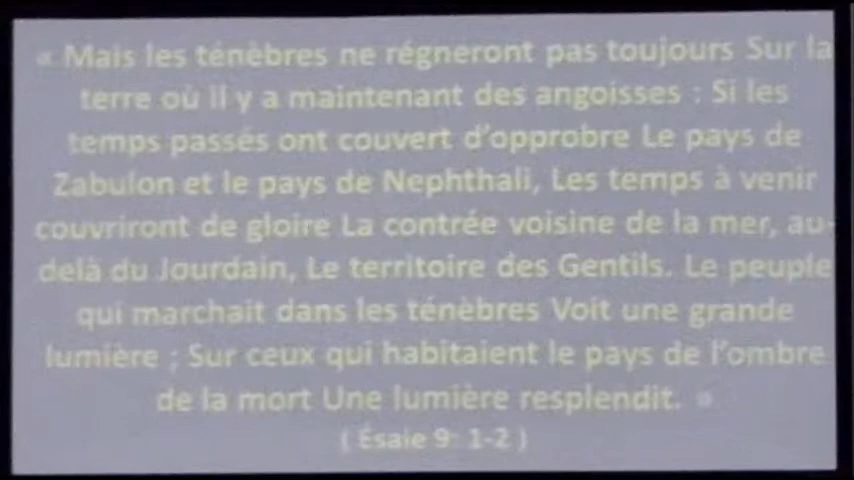 « Mais les ténèbres ne régneront pas toujours Sur la
terre où il y a maintenant des angoisses : Si les
temps passés ont couvert d'opprobre Le pays de
Zabulon et le pays de Nephthali, Les temps à venir
couvriront de gloire La contrée voisine de la mer, au-
delà du Jourdain, Le territoire des Gentils. Le peuple
qui marchait dans les ténèbres Voit une grande
lumière ; Sur ceux qui habitaient le pays de l'ombre
de la mort Une lumière resplendit. »
( Ésaïe 9: 1-2 )